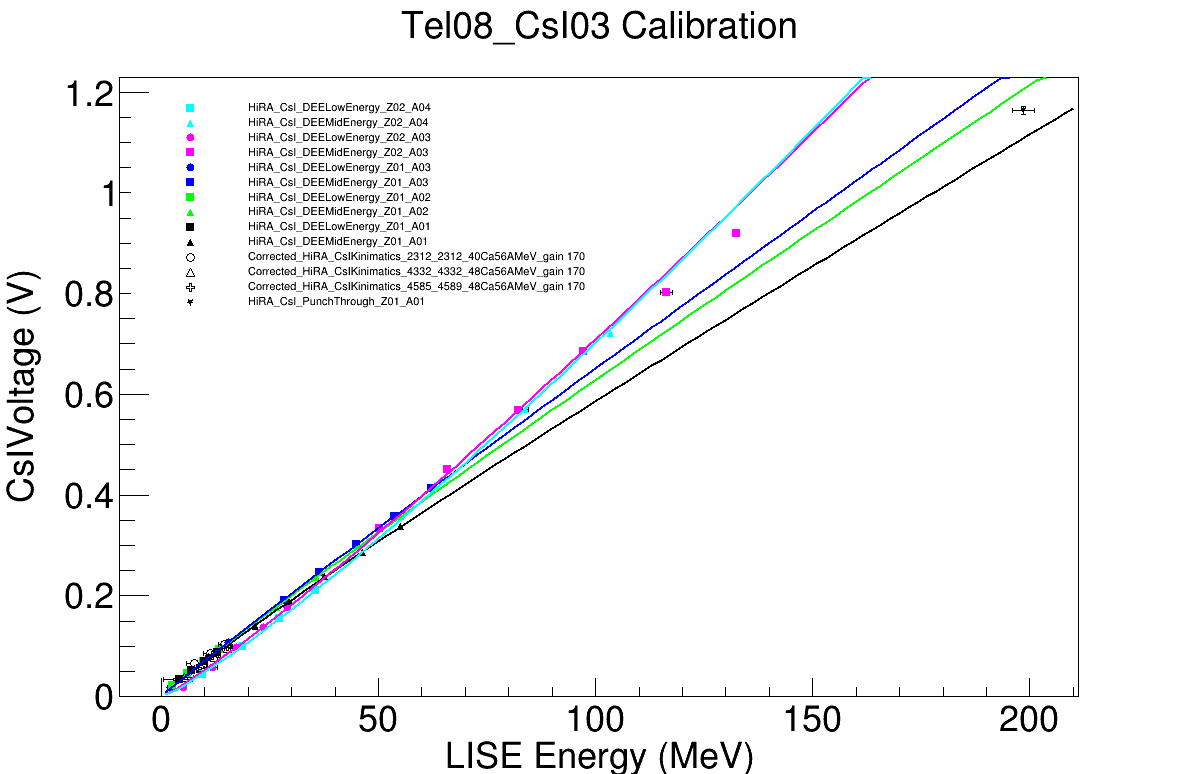 Tel08_CsI03 Calibration
1.2
1
0.8
0.6
0.4
0.2
0
CsIVoltage (V)
HiRA_CsI_DEELowEnergy_Z02_A04
HiRA_CsI_DEEMidEnergy_Z02_A04
HiRA_CsI_DEELowEnergy_Z02_A03
HiRA_CsI_DEEMidEnergy_Z02_A03
HiRA_CsI_DEELowEnergy_Z01_A03
HiRA_CsI_DEEMidEnergy_Z01_A03
HiRA_CsI_DEELowEnergy_Z01_A02
HiRA_CsI_DEEMidEnergy_Z01_A02
HiRA_CsI_DEELowEnergy_Z01_A01
HiRA_CsI_DEEMidEnergy_Z01_A01
Corrected_HiRA_CsIKinimatics_2312_2312_40Ca56AMeV_gain 170
Corrected_HiRA_CsIKinimatics_4332_4332_48Ca56AMeV_gain 170
Corrected_HiRA_CsIKinimatics_4585_4589_48Ca56AMeV_gain 170
HiRA_CsI_PunchThrough_Z01_A01
0 50 100 150 200
LISE Energy (MeV)